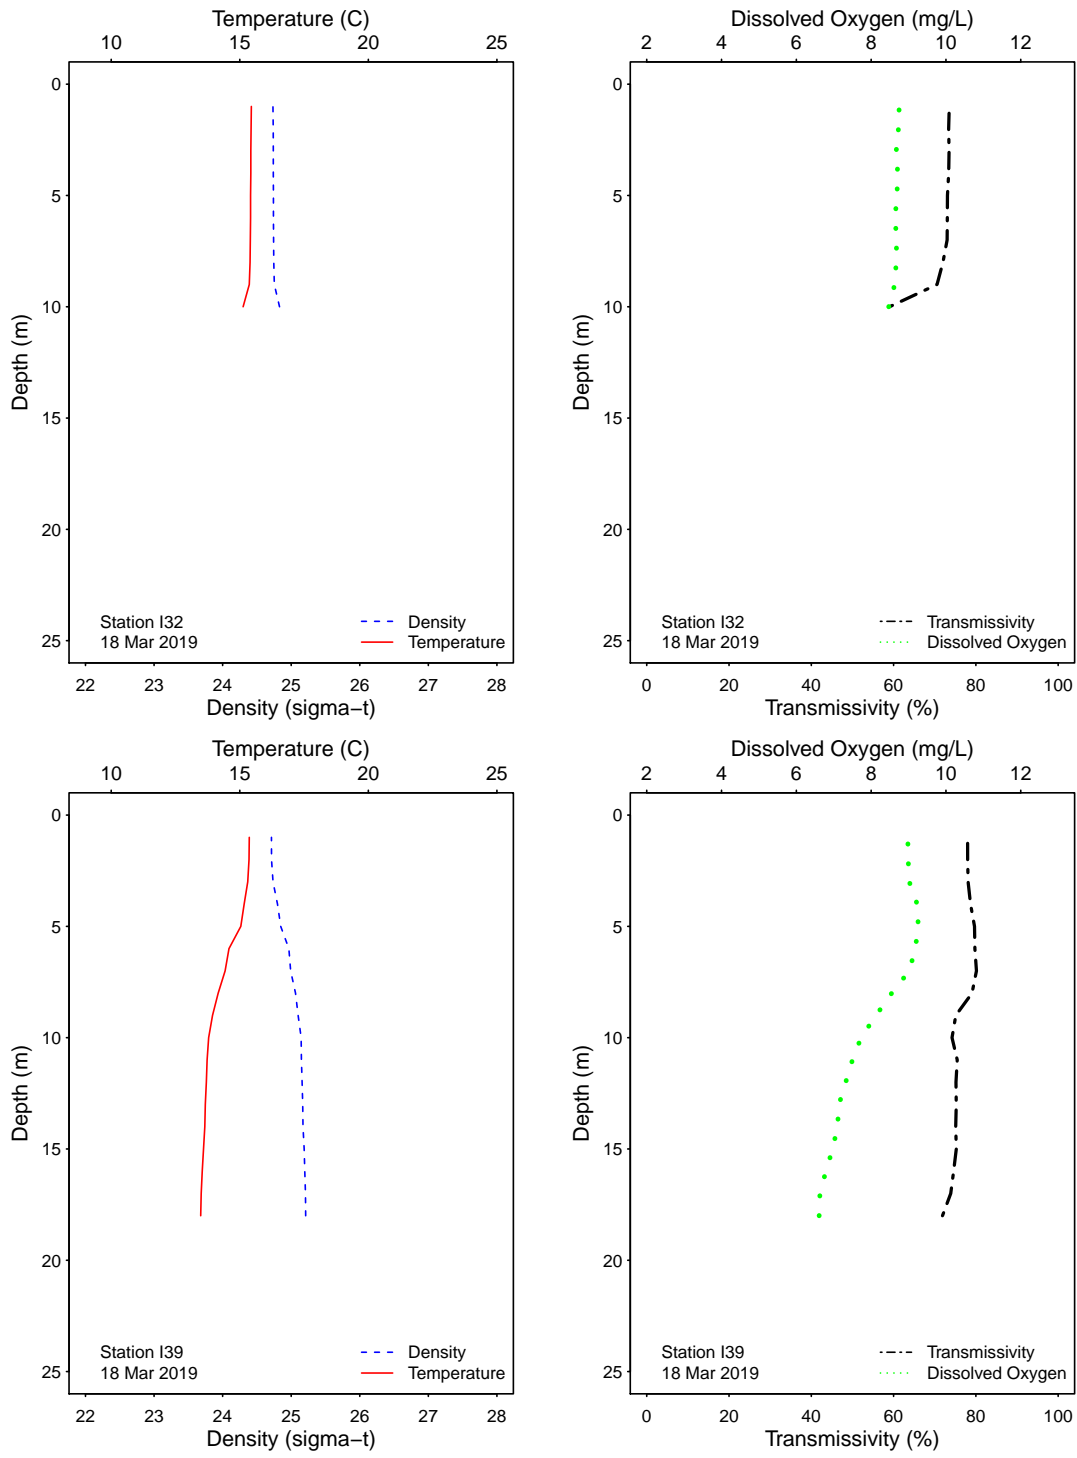 Temperature (C)
10 15 20 25
0
5
10
15
20
25
Depth (m)
Station I32
18 Mar 2019
Density
Temperature
22 23 24 25 26 27 28
Density (sigma−t)
Dissolved Oxygen (mg/L)
2 4 6 8 10 12
0
5
10
15
20
25
Depth (m)
Station I32
18 Mar 2019
Transmissivity
Dissolved Oxygen
0 20 40 60 80 100
Transmissivity (%)
Temperature (C)
10 15 20 25
0
5
10
15
20
25
Depth (m)
Station I39
18 Mar 2019
Density
Temperature
22 23 24 25 26 27 28
Density (sigma−t)
Dissolved Oxygen (mg/L)
2 4 6 8 10 12
0
5
10
15
20
25
Depth (m)
Station I39
18 Mar 2019
Transmissivity
Dissolved Oxygen
0 20 40 60 80 100
Transmissivity (%)